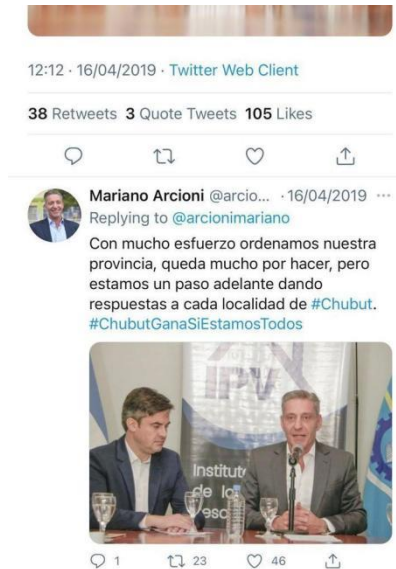 12:12 · 16/04/2019 · Twitter Web Client
38 Retweets 3 Quote Tweets 105 Likes
Mariano Arcioni @arcio... · 16/04/2019 ···
Replying to @arcionimariano
Con mucho esfuerzo ordenamos nuestra
provincia, queda mucho por hacer, pero
estamos un paso adelante dando
respuestas a cada localidad de #Chubut.
#ChubutGanaSiEstamosTodos
IPV
Institut
de l
1 23 46